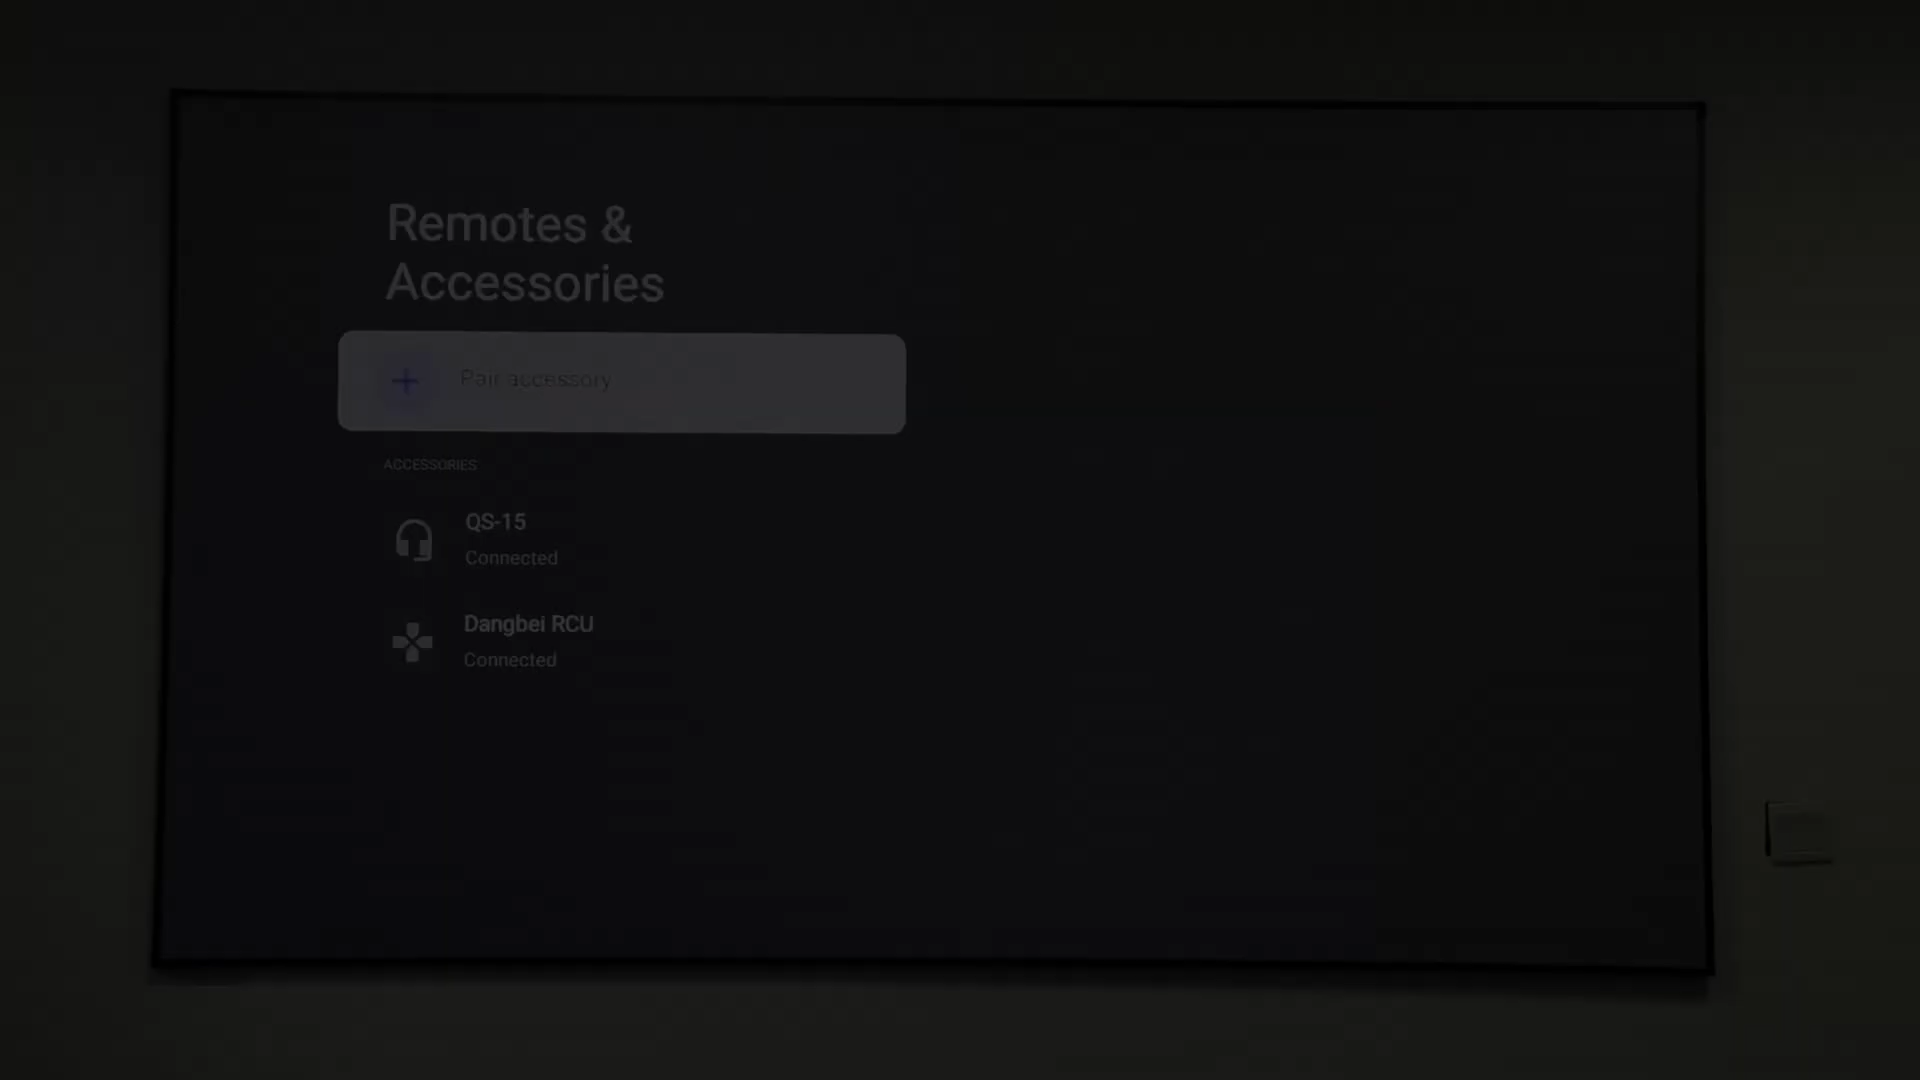 Remotes &
Accessories
Pair accessory
ACCESSORIES
QS-15
Connected
Dangbei RCU
Connected